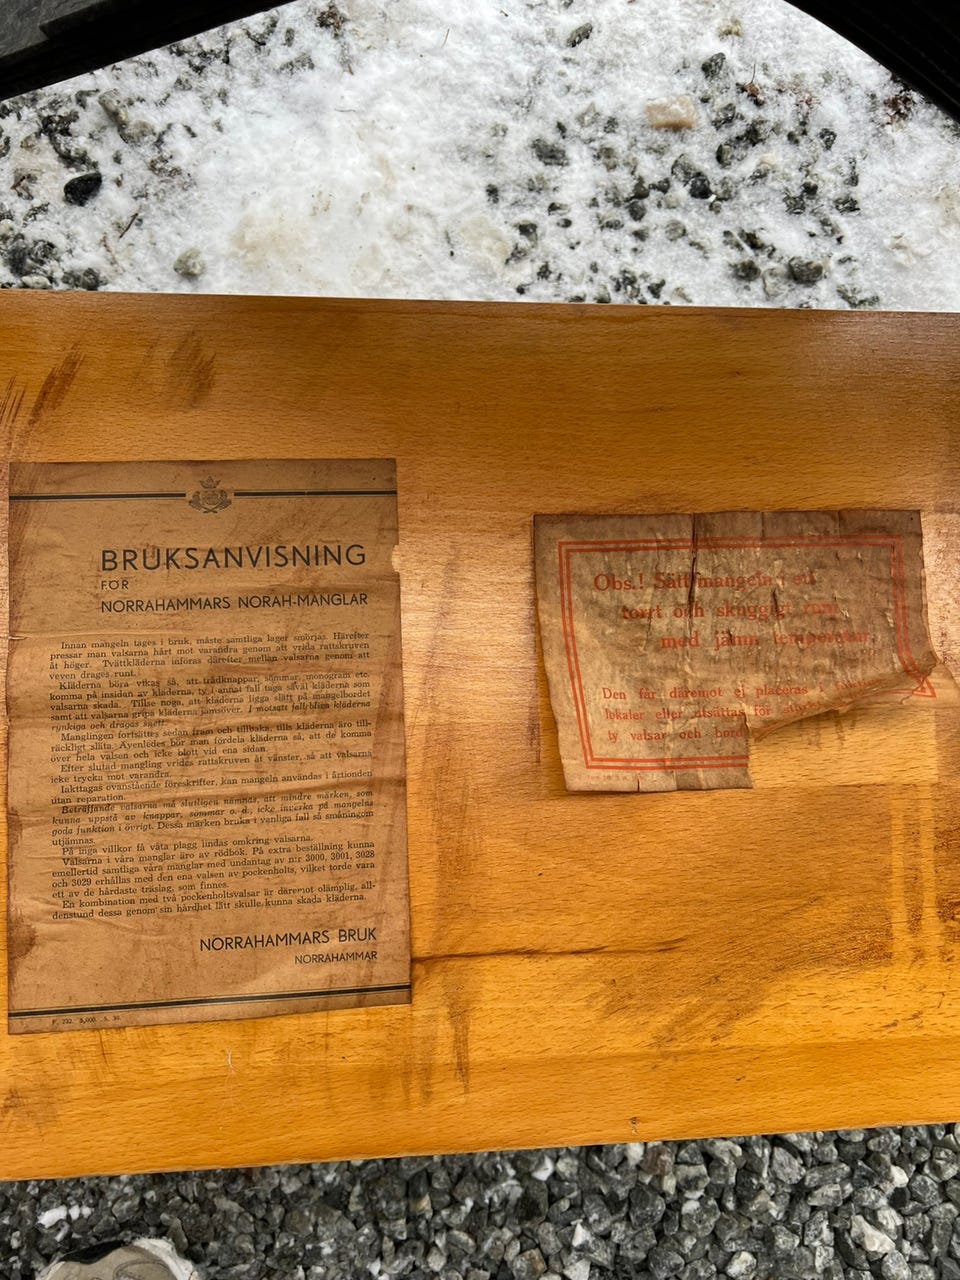 BRUKSANVISNING
FÖR
NORRAHAMMARS NORAH-MANGLAR
Innan mangeln tages i bruk, måste samtliga lager smörjas. Härefter
pressar man valsarna hårt mot varandra genom att vrida rattskruven
åt höger. Tvättkläderna införas därefter mellan valsarna genom att
veven drages runt.
Kläderna böra vikas så, att trådknappar, sömmar, monogram etc.
komma på insidan av kläderna, ty i annat fall taga såväl kläderna som
valsarna skada. Tillse noga, att kläderna ligga slätt på mangelbordet
samt att valsarna gripa kläderna jämsöver. I motsatt fall bliva kläderna
rynkiga och dragas snett.
Manglingen fortsättes sedan fram och tillbaka, tills kläderna äro till-
räckligt släta. Ävenledes bör man fördela kläderna så, att de komma
över hela valsen och icke blott vid ena sidan.
Efter slutad mangling vrides rattskruven åt vänster, så att valsarna
icke trycka mot varandra.
Iakttagas ovanstående föreskrifter, kan mangeln användas i årtionden
utan reparation.
Beträffande valsarna må slutligen nämnas, att mindre märken, som
kunna uppstå av knappar, sömmar o. d., icke inverka på mangelns
goda funktion i övrigt. Dessa märken bruka i vanliga fall så småningom
utjämnas.
På inga villkor få våta plagg lindas omkring valsarna.
Valsarna i våra manglar äro av rödbok. På extra beställning kunna
emellertid samtliga våra manglar med undantag av n:r 3000, 3001, 3028
och 3029 erhållas med den ena valsen av pockenholts, vilket torde vara
ett av de hårdaste träslag, som finnes.
En kombination med två pockenholtsvalsar är däremot olämplig, all-
denstund dessa genom sin hårdhet lätt skulle kunna skada kläderna.
NORRAHAMMARS BRUK
NORRAHAMMAR
F. 232. 5,000. 5. 39.
Obs.! Sätt mangeln i ett
torrt och skuggigt rum
med jämn temperatur.
Den får däremot ej placeras i
lokaler eller utsättas för
ty valsar och bord